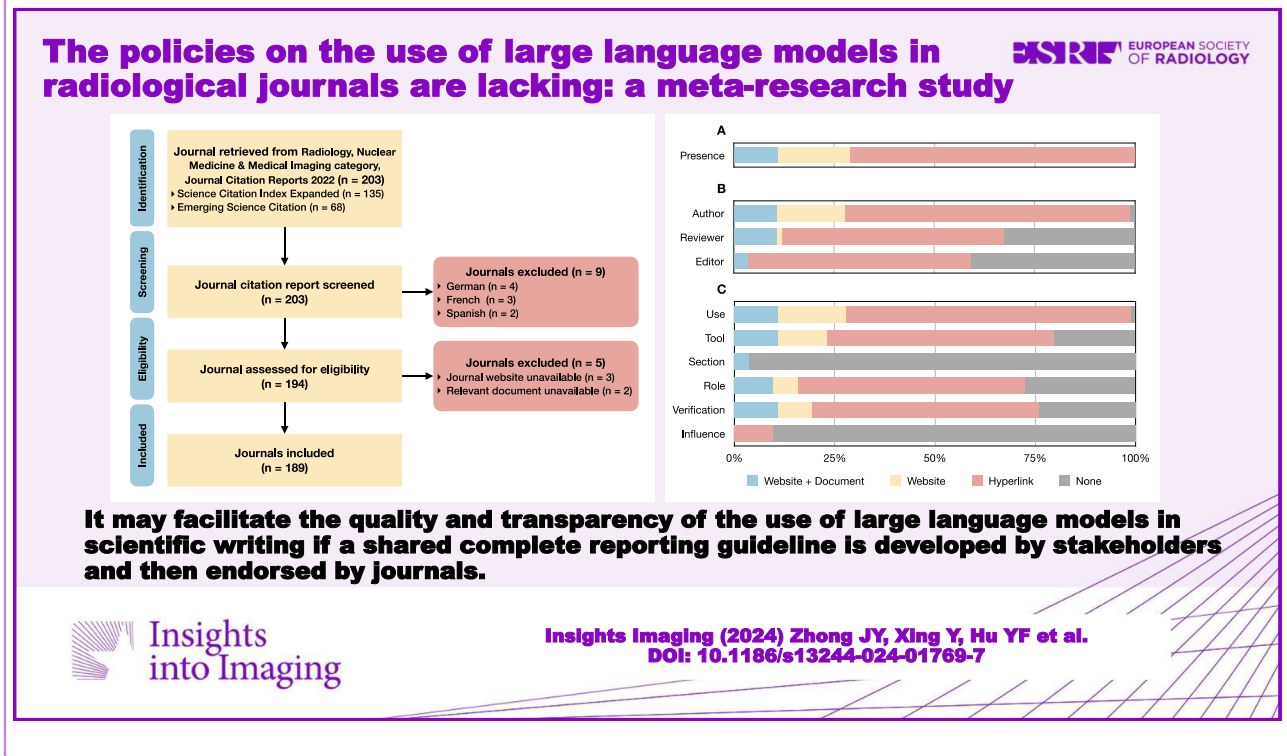 The policies on the use of large language models in
radiological journals are lacking: a meta-research study
EUROPEAN SOCIETY
OF RADIOLOGY
Identification
Journal retrieved from Radiology, Nuclear
Medicine & Medical Imaging category,
Journal Citation Reports 2022 (n = 203)
Science Citation Index Expanded (n = 135)
Emerging Science Citation (n = 68)
Screening
Journal citation report screened
(n = 203)
Journals excluded (n = 9)
German (n = 4)
French (n = 3)
Spanish (n = 2)
Eligibility
Journal assessed for eligibility
(n = 194)
Journals excluded (n = 5)
Journal website unavailable (n = 3)
Relevant document unavailable (n = 2)
Included
Journals included
(n = 189)
A
Presence
B
Author
Reviewer
Editor
C
Use
Tool
Section
Role
Verification
Influence
0% 25% 50% 75% 100%
Website + Document Website Hyperlink None
It may facilitate the quality and transparency of the use of large language models in
scientific writing if a shared complete reporting guideline is developed by stakeholders
and then endorsed by journals.
Insights
into Imaging
Insights Imaging (2024) Zhong JY, Xing Y, Hu YF et al.
DOI: 10.1186/s13244-024-01769-7